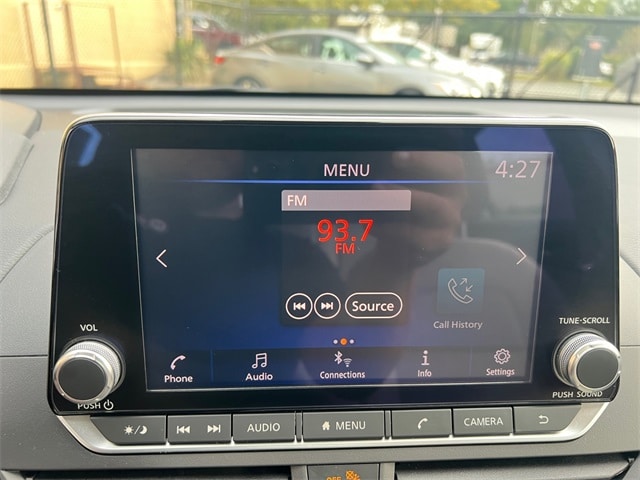 MENU 4:27
FM
93.7
FM
Source
Call History
VOL
TUNE·SCROLL
Phone Audio Connections Info Settings
PUSH
PUSH SOUND
AUDIO MENU CAMERA
OFF